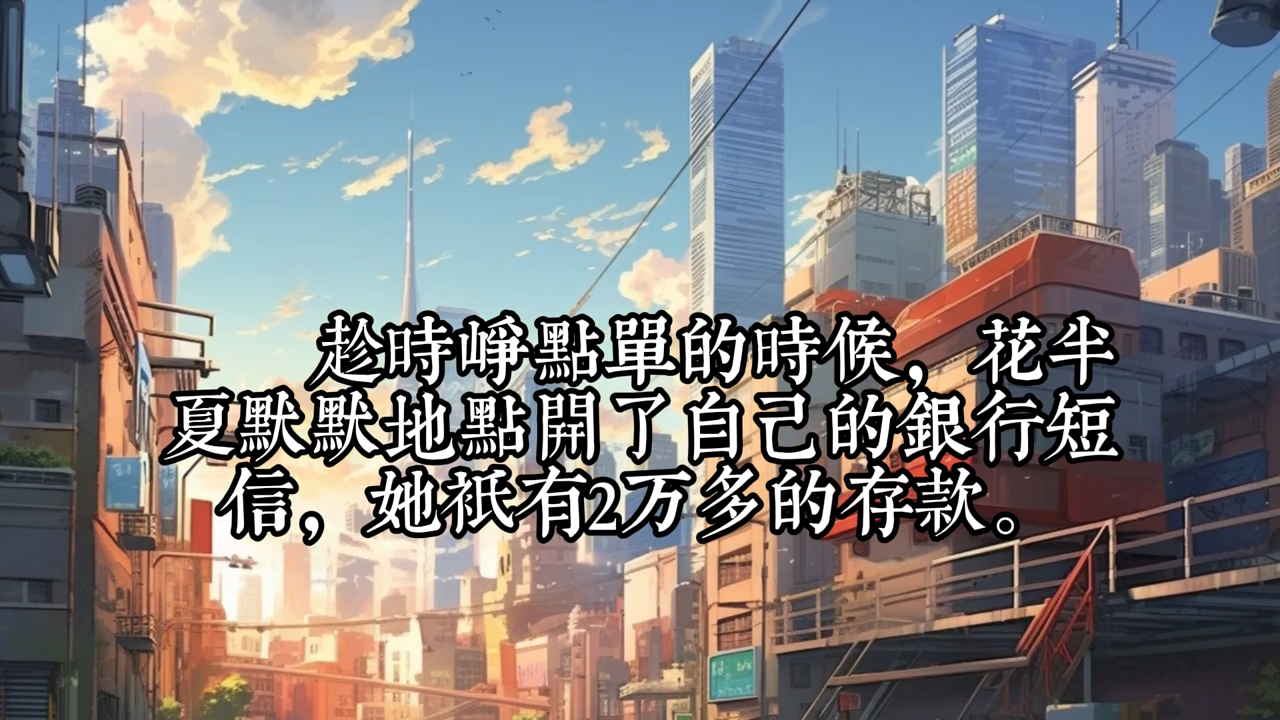 趁時崢點單的時候，花半
夏默默地點開了自己的銀行短
信，她衹有2万多的存款。